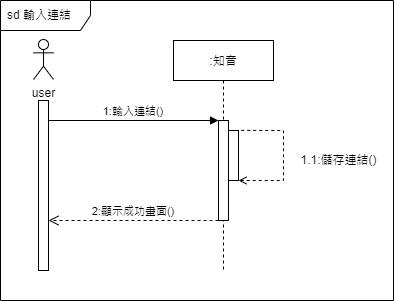 sd 輸入連結
:知音
user
1:輸入連結()
1.1:儲存連結()
2:顯示成功畫面()